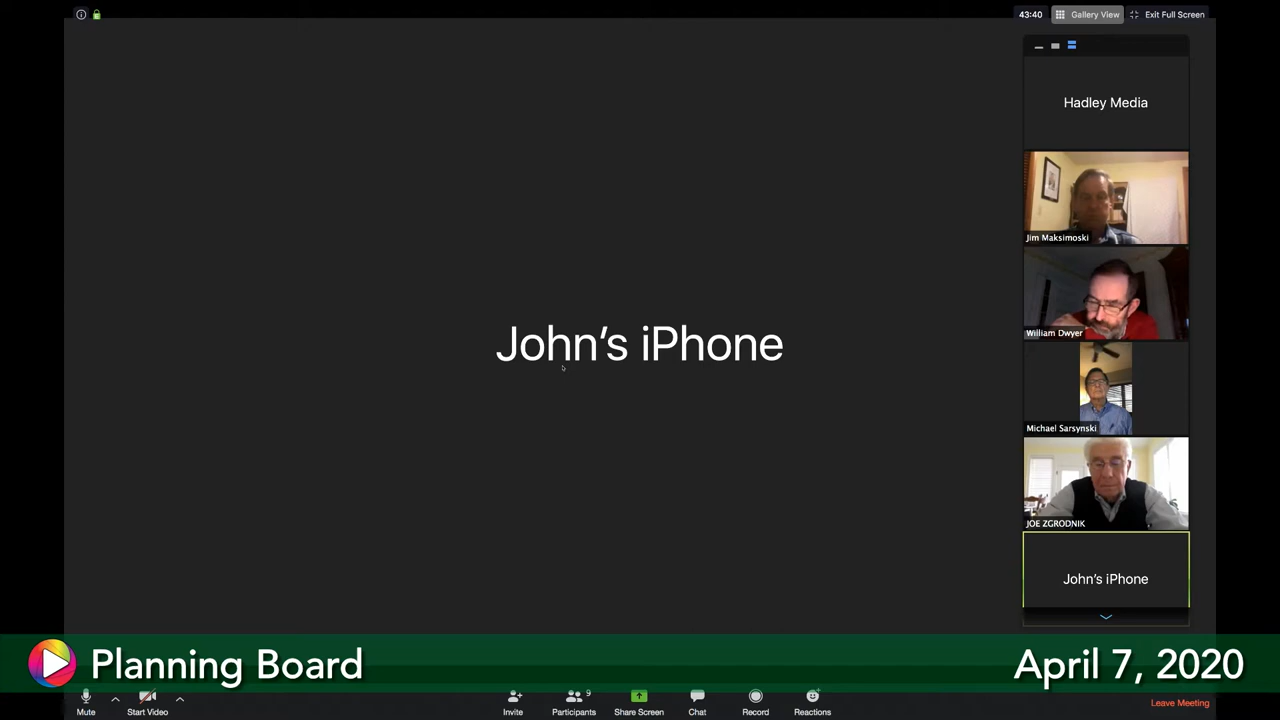 43:40 Gallery View Exit Full Screen
Hadley Media
Jim Maksimoski
William Dwyer
Michael Sarsynski
JOE ZGRODNIK
John's iPhone
John’s iPhone
Planning Board April 7, 2020
9
Mute Start Video Invite Participants Share Screen Chat Record Reactions Leave Meeting